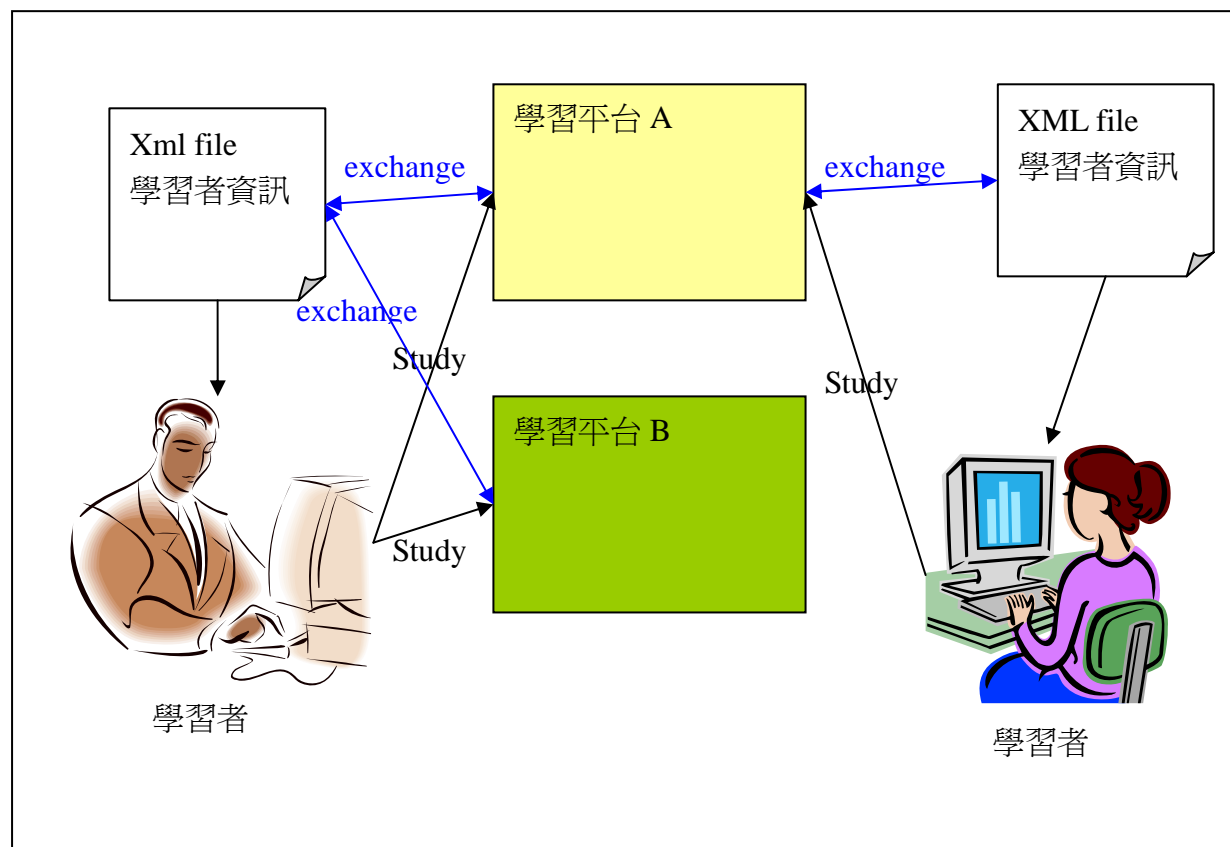 Xml file
學習者資訊
exchange
學習平台 A
exchange
XML file
學習者資訊
exchange
Study
Study
學習平台 B
Study
學習者
學習者